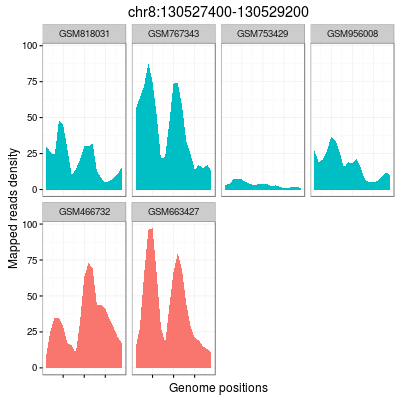 chr8:130527400-130529200
GSM818031 GSM767343 GSM753429 GSM956008
100
75
50
25
0
GSM466732 GSM663427
100
75
50
25
0
Mapped reads density
Genome positions